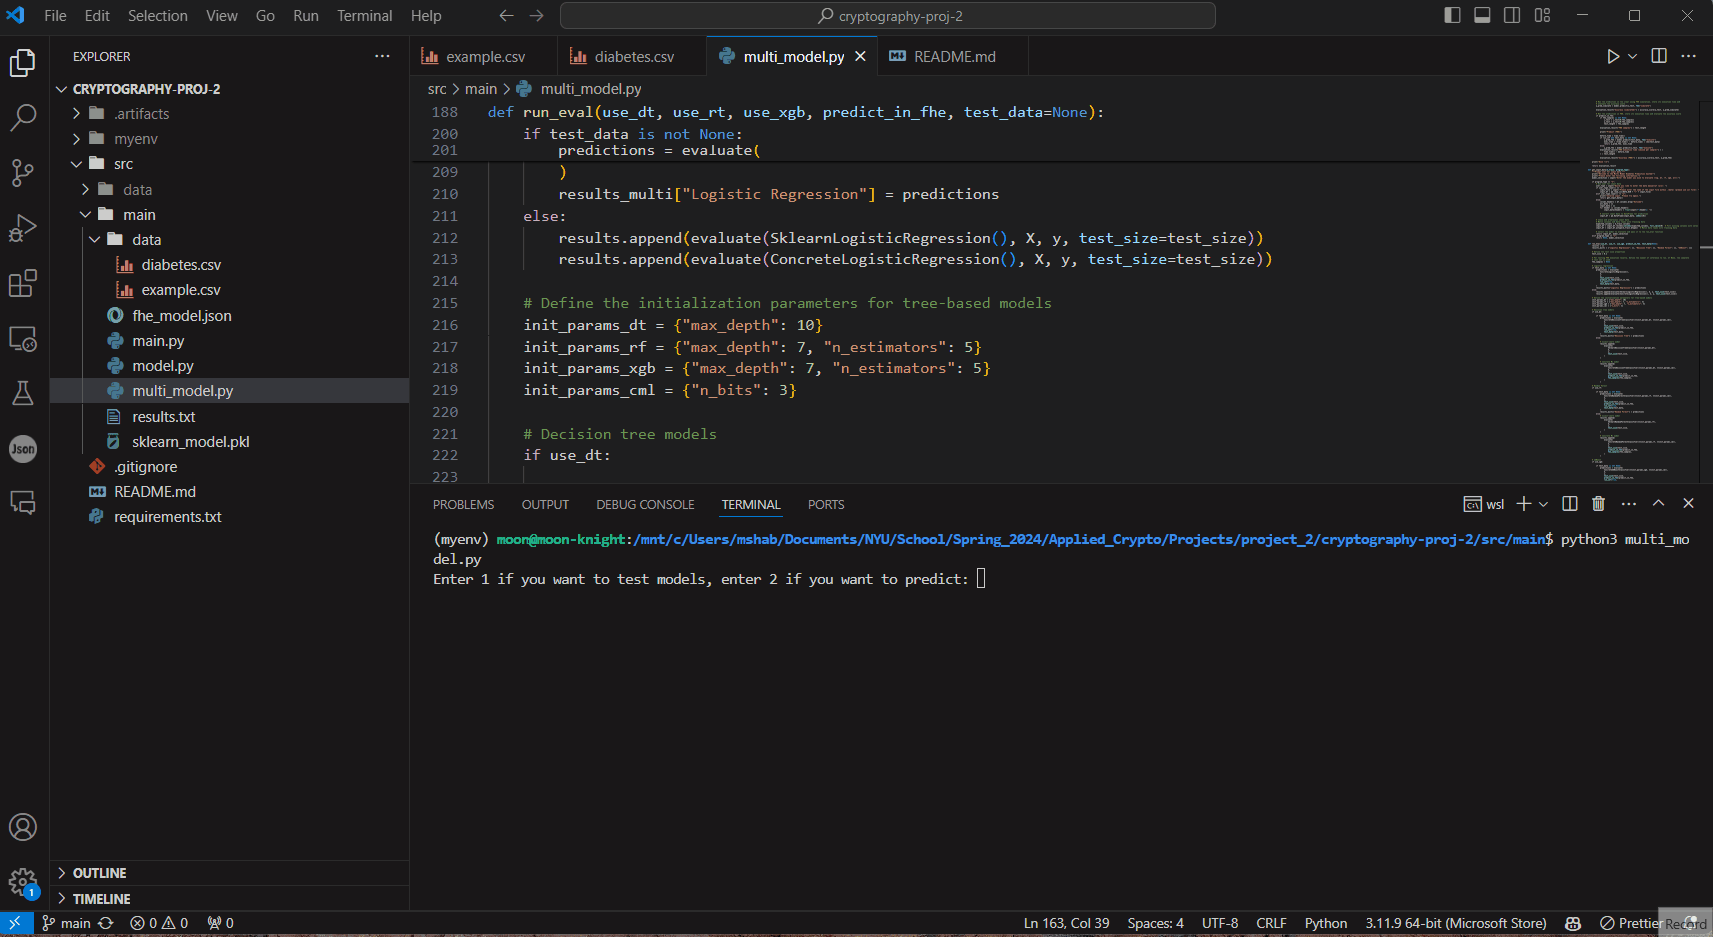 File Edit Selection View Go Run Terminal Help
cryptography-proj-2
EXPLORER
CRYPTOGRAPHY-PROJ-2
.artifacts
myenv
src
data
main
data
diabetes.csv
example.csv
fhe_model.json
main.py
model.py
multi_model.py
results.txt
sklearn_model.pkl
.gitignore
README.md
requirements.txt
OUTLINE
TIMELINE
Json
1
example.csv diabetes.csv multi_model.py README.md
src > main > multi_model.py
188 def run_eval(use_dt, use_rt, use_xgb, predict_in_fhe, test_data=None):
200 if test_data is not None:
201 predictions = evaluate(
209 )
210 results_multi["Logistic Regression"] = predictions
211 else:
212 results.append(evaluate(SklearnLogisticRegression(), X, y, test_size=test_size))
213 results.append(evaluate(ConcreteLogisticRegression(), X, y, test_size=test_size))
214
215 # Define the initialization parameters for tree-based models
216 init_params_dt = {"max_depth": 10}
217 init_params_rf = {"max_depth": 7, "n_estimators": 5}
218 init_params_xgb = {"max_depth": 7, "n_estimators": 5}
219 init_params_cml = {"n_bits": 3}
220
221 # Decision tree models
222 if use_dt:
223
PROBLEMS OUTPUT DEBUG CONSOLE TERMINAL PORTS
wsl
(myenv) moon@moon-knight:/mnt/c/Users/mshab/Documents/NYU/School/Spring_2024/Applied_Crypto/Projects/project_2/cryptography-proj-2/src/main$ python3 multi_mo
del.py
Enter 1 if you want to test models, enter 2 if you want to predict:
main 0 0 0
Ln 163, Col 39 Spaces: 4 UTF-8 CRLF Python 3.11.9 64-bit (Microsoft Store) Prettier
Record